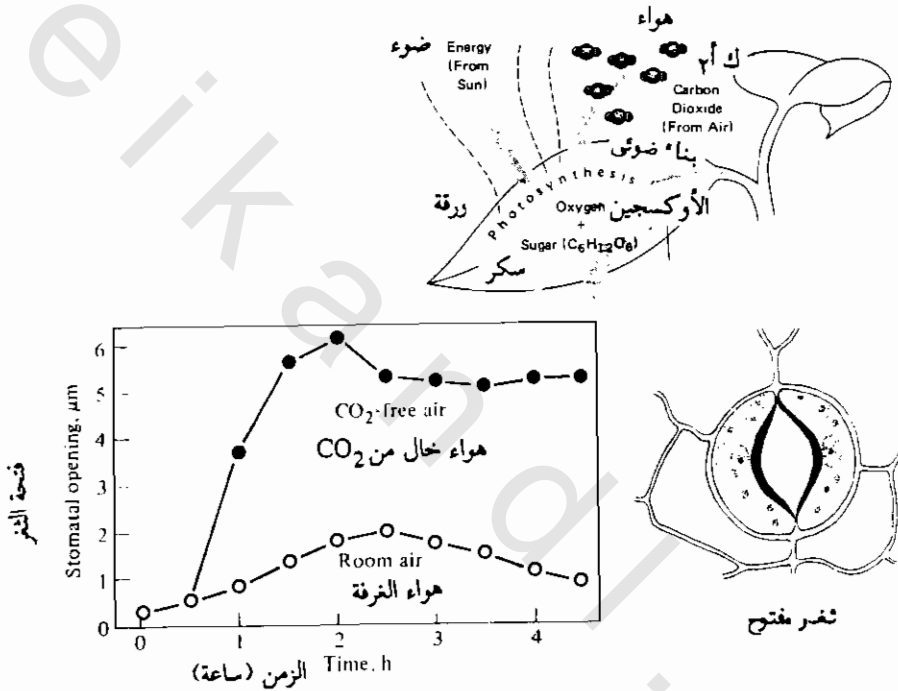 هواء
ضوء
Energy
(From
Sun)
ك أ٢
Carbon
Dioxide
(From Air)
بناء ضوئى
Photosynthesis
ورقة
Oxygen الأوكسجين
+
Sugar (C6H12O6)
سكر
6
5
4
3
2
1
0
Stomatal opening, µm
فتحة الثغر
CO2-free air
هواء خال من CO2
Room air
هواء الغرفة
0 1 2 3 4
Time, h
الزمن (ساعة)
ثغر مفتوح
eikandl